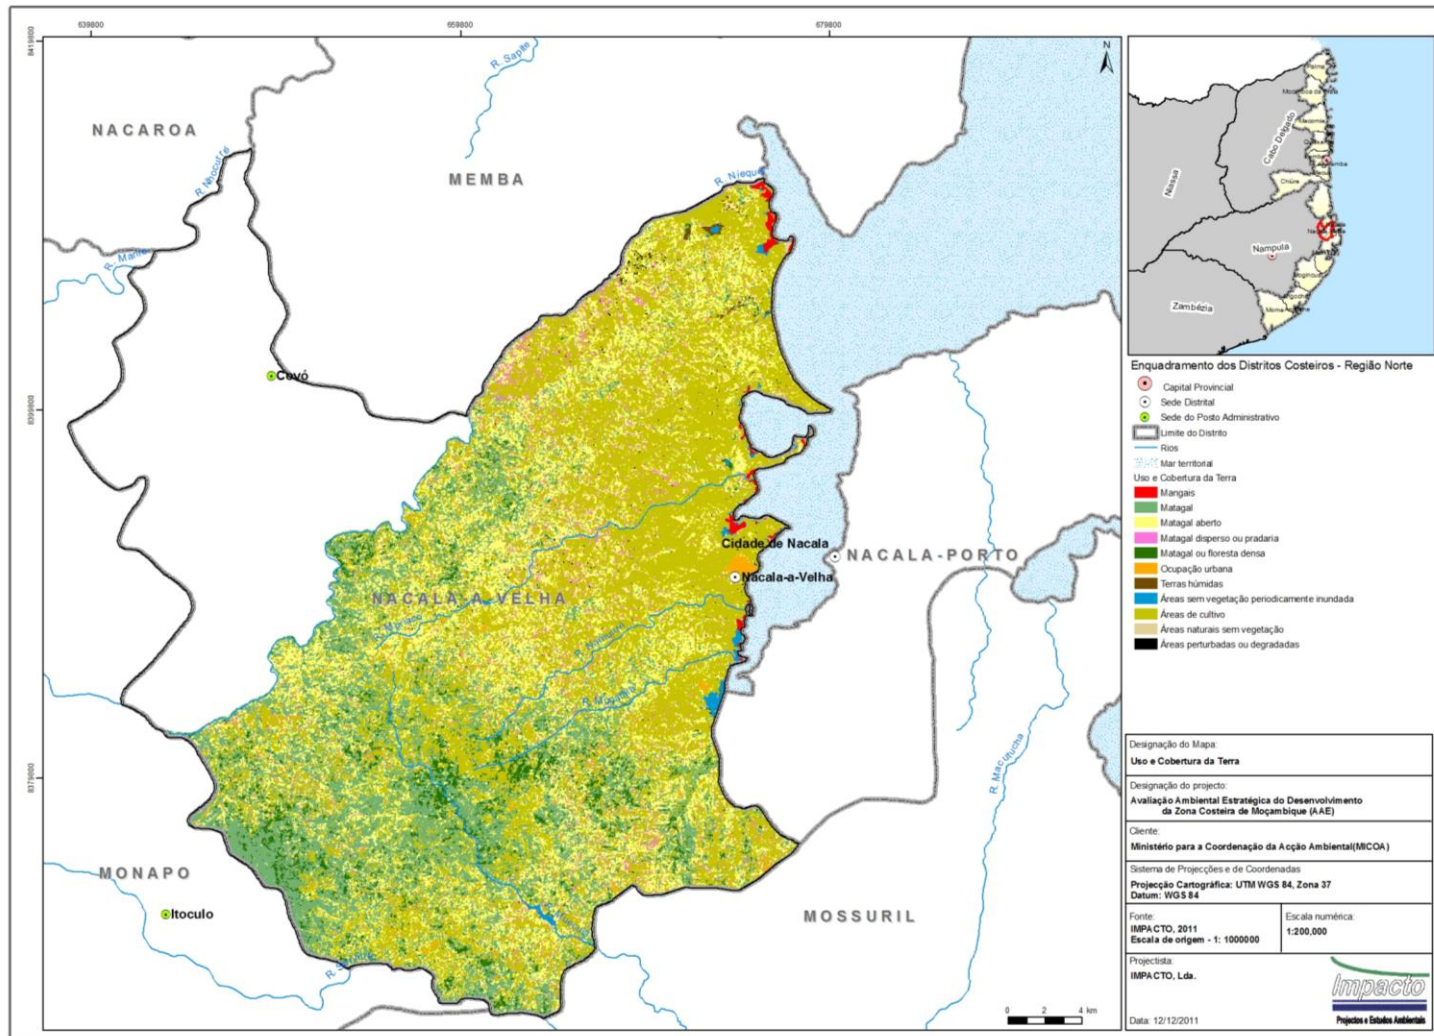 639800
659800
679800
8419800
8399800
8379800
N
NACAROA
MEMBA
R. Sapite
R. Nhocutre
R. Niequel
Covó
Cidade de Nacala
NACALA-PORTO
Nacala-a-Velha
NACALA-A-VELHA
MONAPO
Itoculo
MOSSURIL
0 2 4 km
Niassa
Cabo Delgado
Chiúre
Nampula
Zambézia
Moma
Enquadramento dos Distritos Costeiros - Região Norte
Capital Provincial
Sede Distrital
Sede do Posto Administrativo
Limite do Distrito
Rios
Mar territorial
Uso e Cobertura da Terra
Mangais
Matagal
Matagal aberto
Matagal disperso ou pradaria
Matagal ou floresta densa
Ocupação urbana
Terras húmidas
Áreas sem vegetação periodicamente inundada
Áreas de cultivo
Áreas naturais sem vegetação
Áreas perturbadas ou degradadas
Designação do Mapa:
Uso e Cobertura da Terra
Designação do projecto:
Avaliação Ambiental Estratégica do Desenvolvimento
da Zona Costeira de Moçambique (AAE)
Cliente:
Ministério para a Coordenação da Acção Ambiental(MICOA)
Sistema de Projecções e de Coordenadas
Projecção Cartográfica: UTM WGS 84, Zona 37
Datum: WGS 84
Fonte:
IMPACTO, 2011
Escala de origem - 1: 1000000
Escala numérica:
1:200,000
Projectista:
IMPACTO, Lda.
Data: 12/12/2011
Impacto
Projectos e Estudos Ambientais